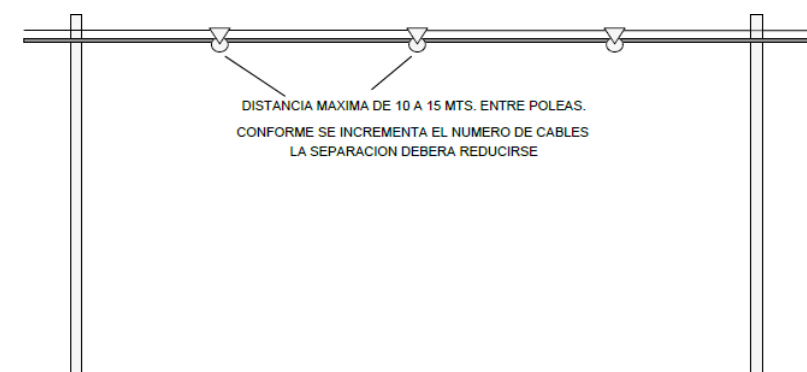 DISTANCIA MAXIMA DE 10 A 15 MTS. ENTRE POLEAS.
CONFORME SE INCREMENTA EL NUMERO DE CABLES
LA SEPARACION DEBERA REDUCIRSE